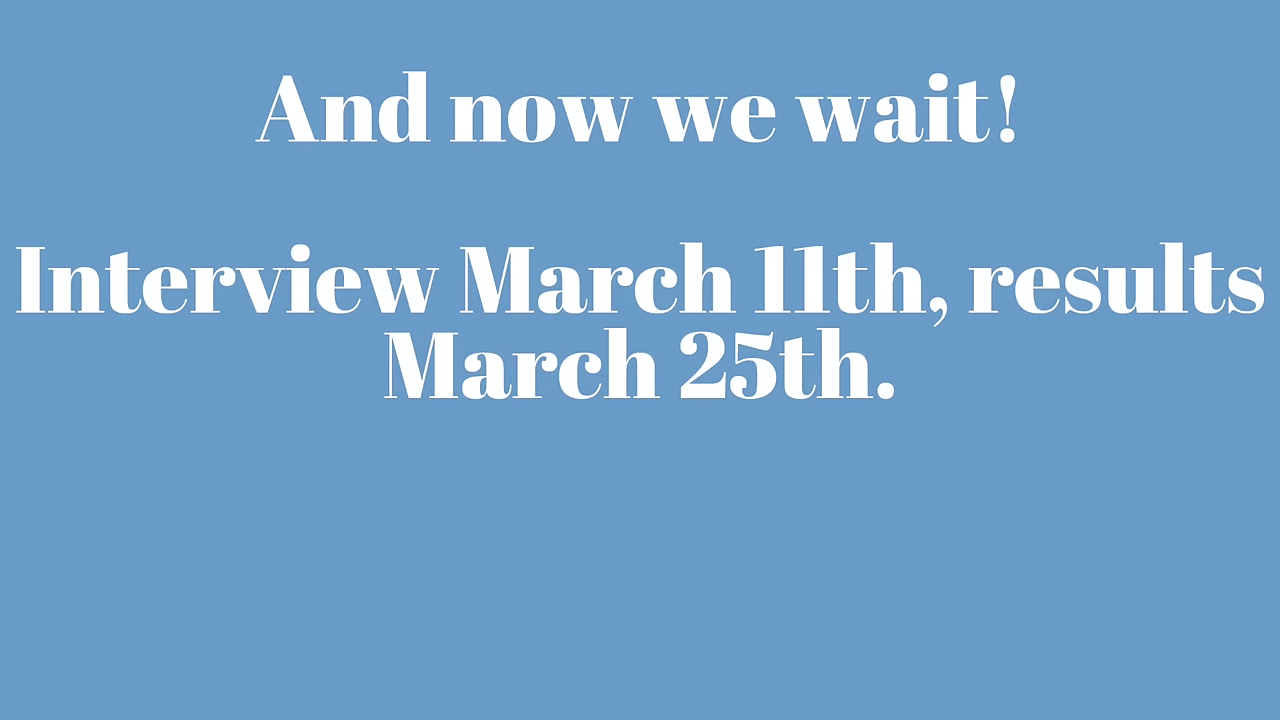 And now we wait!
Interview March 11th, results
March 25th.